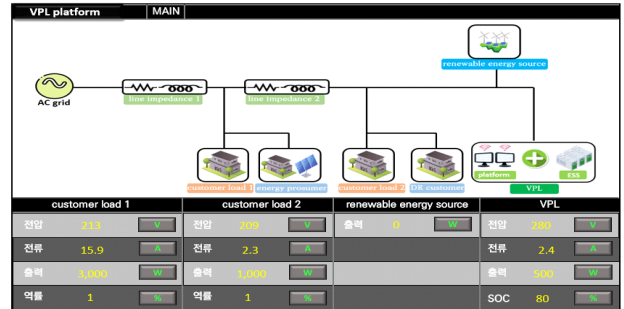 VPL platform MAIN
renewable energy source
AC grid
line impedance 1 line impedance 2
customer load 1 energy prosumer customer load 2 DR customer
platform ESS
VPL
customer load 1 customer load 2 renewable energy source VPL
전압 213 V 전압 209 V 출력 0 W 전압 280 V
전류 15.9 A 전류 2.3 A 전류 2.4 A
출력 3,000 W 출력 1,000 W 출력 500 W
역률 1 % 역률 1 % SOC 80 %